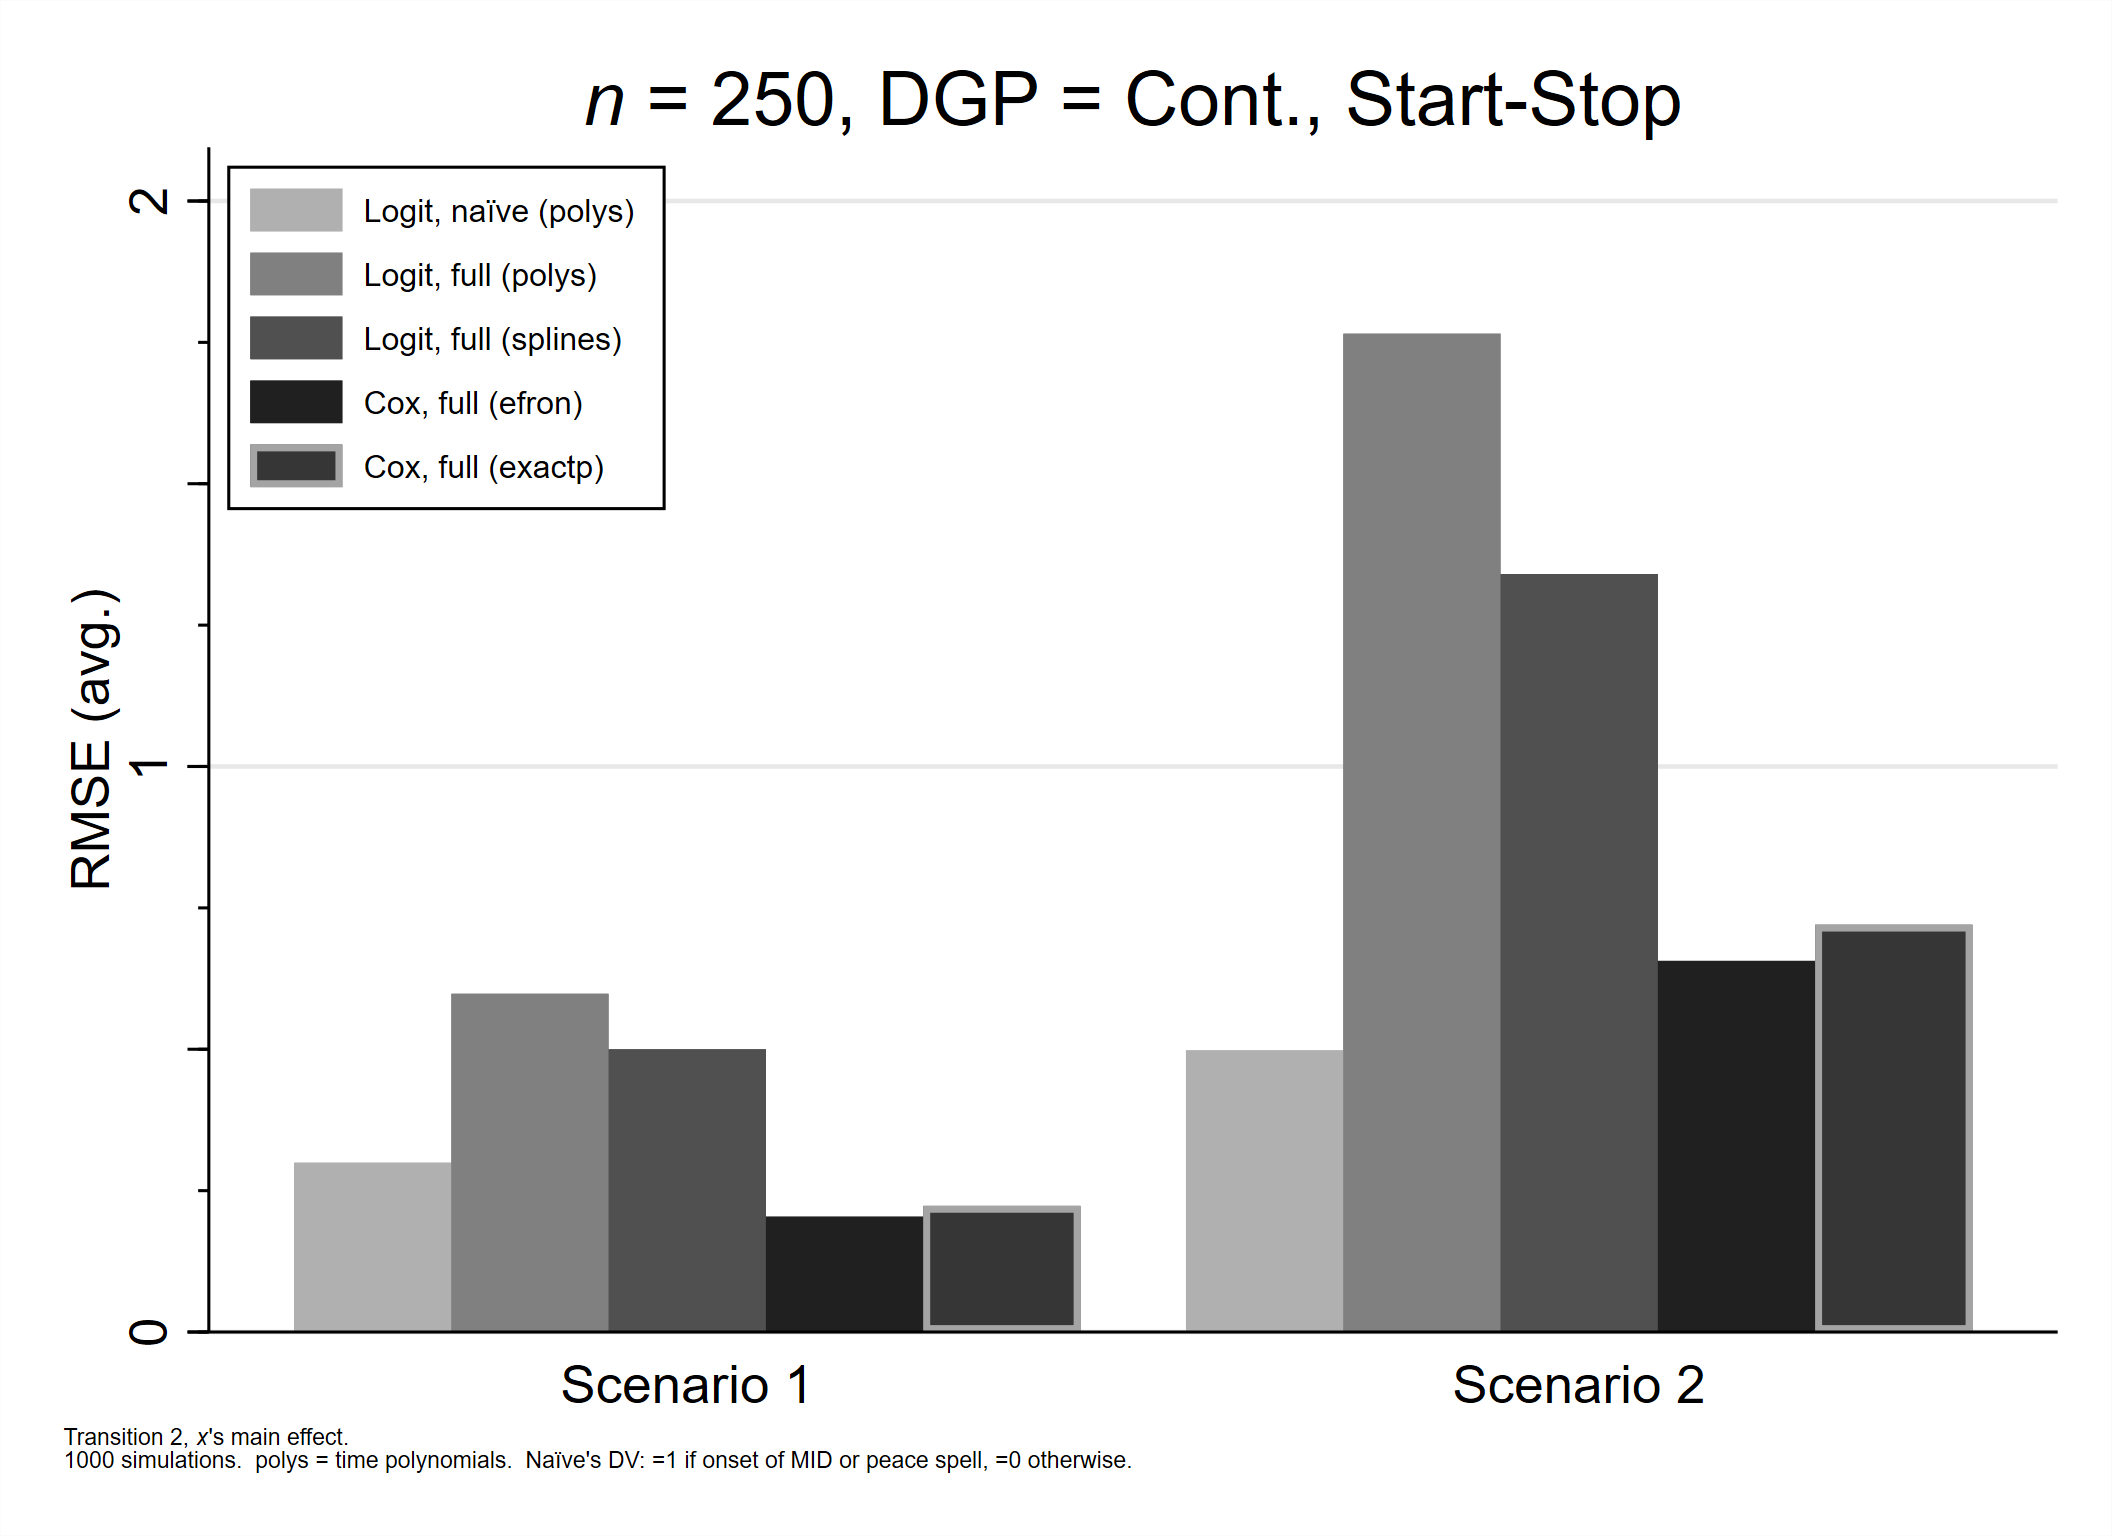 n = 250, DGP = Cont., Start-Stop
Logit, naïve (polys)
Logit, full (polys)
Logit, full (splines)
Cox, full (efron)
Cox, full (exactp)
RMSE (avg.)
2
1
0
Scenario 1
Scenario 2
Transition 2, x's main effect.
1000 simulations.  polys = time polynomials.  Naïve's DV: =1 if onset of MID or peace spell, =0 otherwise.